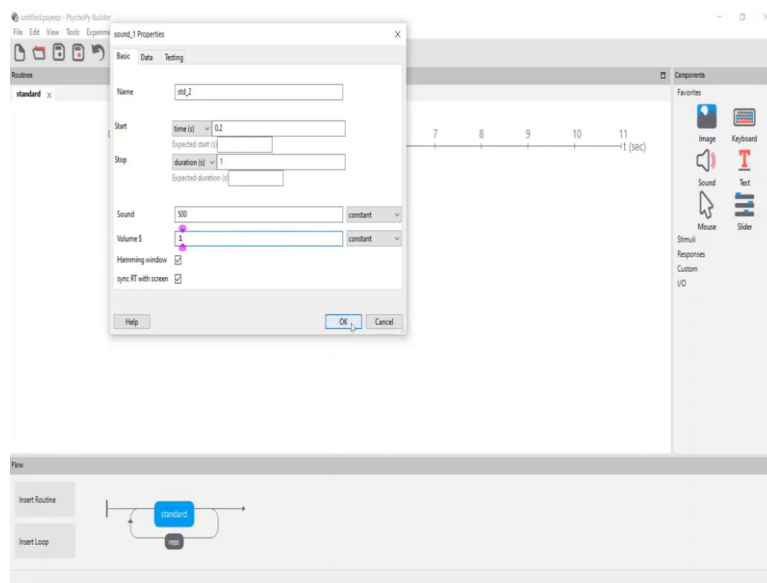 untitled.psyexp - PsychoPy Builder
File Edit View Tools Experime
sound_1 Properties
X
Basic Data Testing
Name std_2
Start time (s) 0.2
Expected start (s)
Stop duration (s) 1
Expected duration (s)
Sound 500 constant
Volume $ 1 constant
Hamming window
sync RT with screen
Help OK Cancel
Routines
standard x
7 8 9 10 11
t (sec)
Components
Favorites
Image Keyboard
Sound Text
Mouse Slider
Stimuli
Responses
Custom
I/O
Flow
Insert Routine
Insert Loop
standard
reps